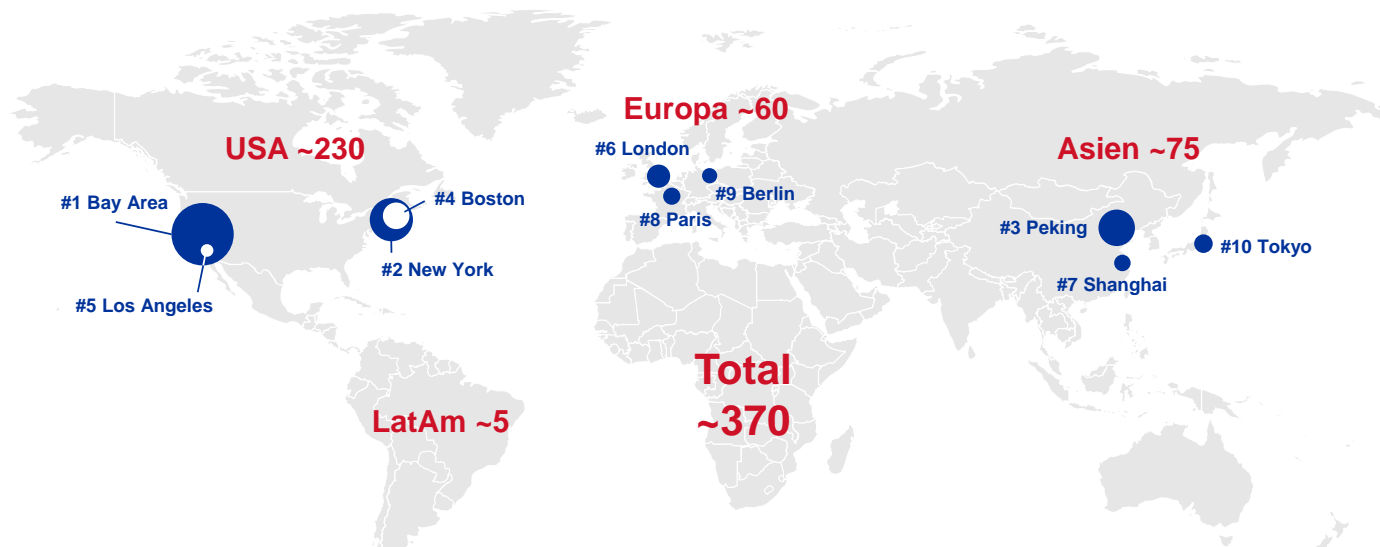 Europa ~60
USA ~230
Asien ~75
#6 London
#1 Bay Area
#4 Boston
#9 Berlin
#8 Paris
#3 Peking
#10 Tokyo
#2 New York
#7 Shanghai
#5 Los Angeles
Total
~370
LatAm ~5